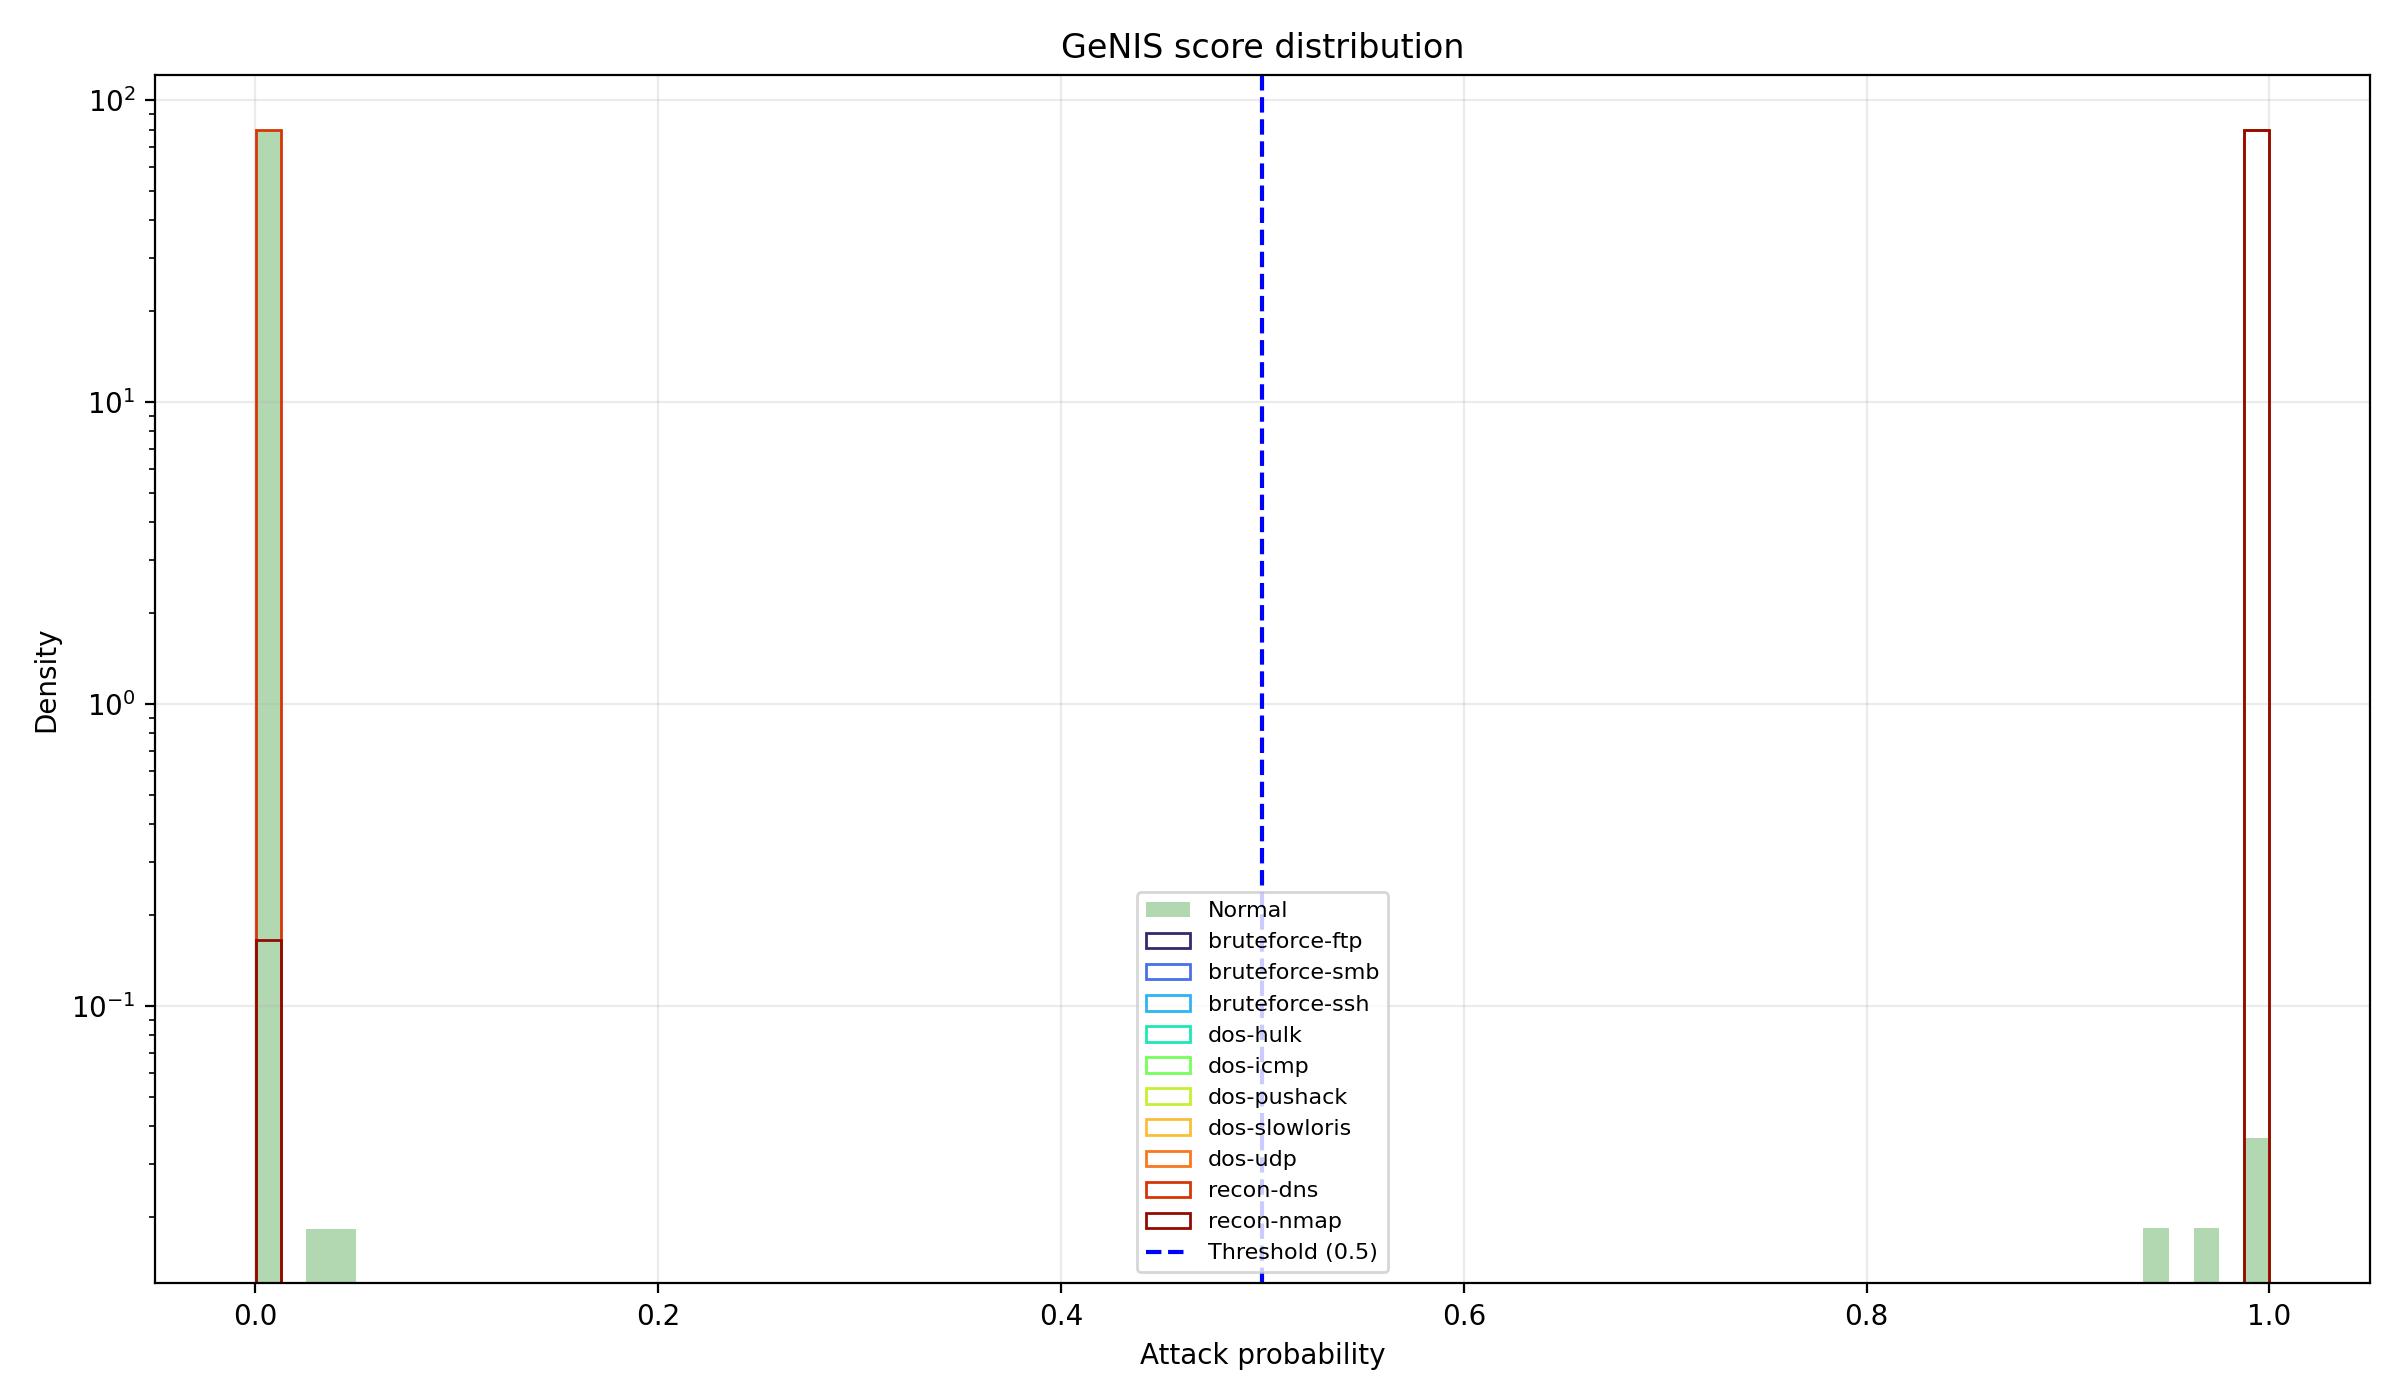 GeNIS score distribution
10²
10¹
10⁰
10⁻¹
Density
Normal
bruteforce-ftp
bruteforce-smb
bruteforce-ssh
dos-hulk
dos-icmp
dos-pushack
dos-slowloris
dos-udp
recon-dns
recon-nmap
Threshold (0.5)
0.0 0.2 0.4 0.6 0.8 1.0
Attack probability